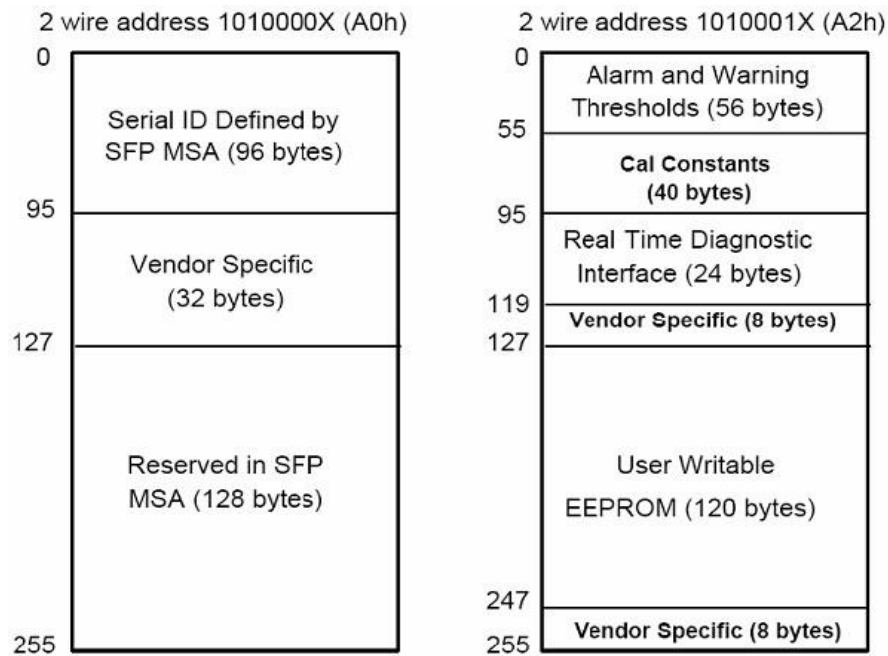 2 wire address 1010000X (A0h)
0
Serial ID Defined by
SFP MSA (96 bytes)
95
Vendor Specific
(32 bytes)
127
Reserved in SFP
MSA (128 bytes)
255
2 wire address 1010001X (A2h)
0
Alarm and Warning
Thresholds (56 bytes)
55
Cal Constants
(40 bytes)
95
Real Time Diagnostic
Interface (24 bytes)
119
Vendor Specific (8 bytes)
127
User Writable
EEPROM (120 bytes)
247
Vendor Specific (8 bytes)
255